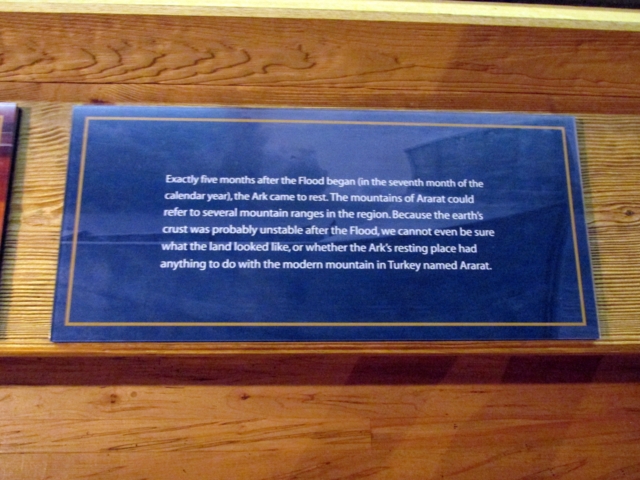 Exactly five months after the Flood began (in the seventh month of the
calendar year), the Ark came to rest. The mountains of Ararat could
refer to several mountain ranges in the region. Because the earth's
crust was probably unstable after the Flood, we cannot even be sure
what the land looked like, or whether the Ark's resting place had
anything to do with the modern mountain in Turkey named Ararat.